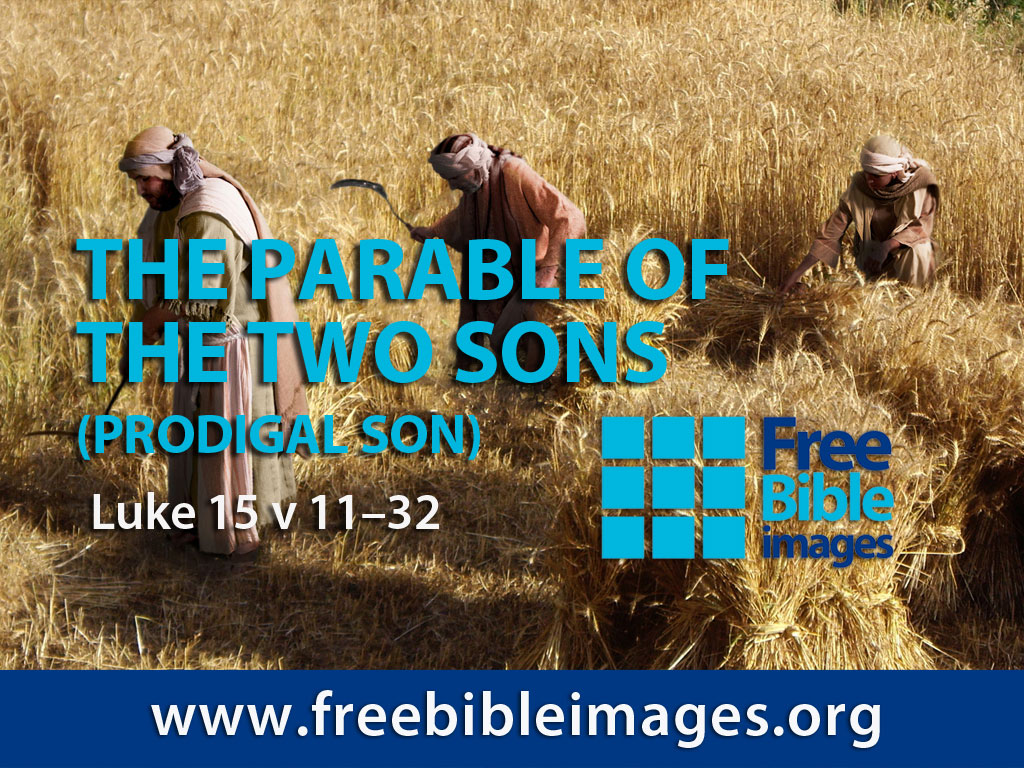 THE PARABLE OF
THE TWO SONS
(PRODIGAL SON)
Luke 15 v 11–32
Free
Bible
images
www.freebibleimages.org